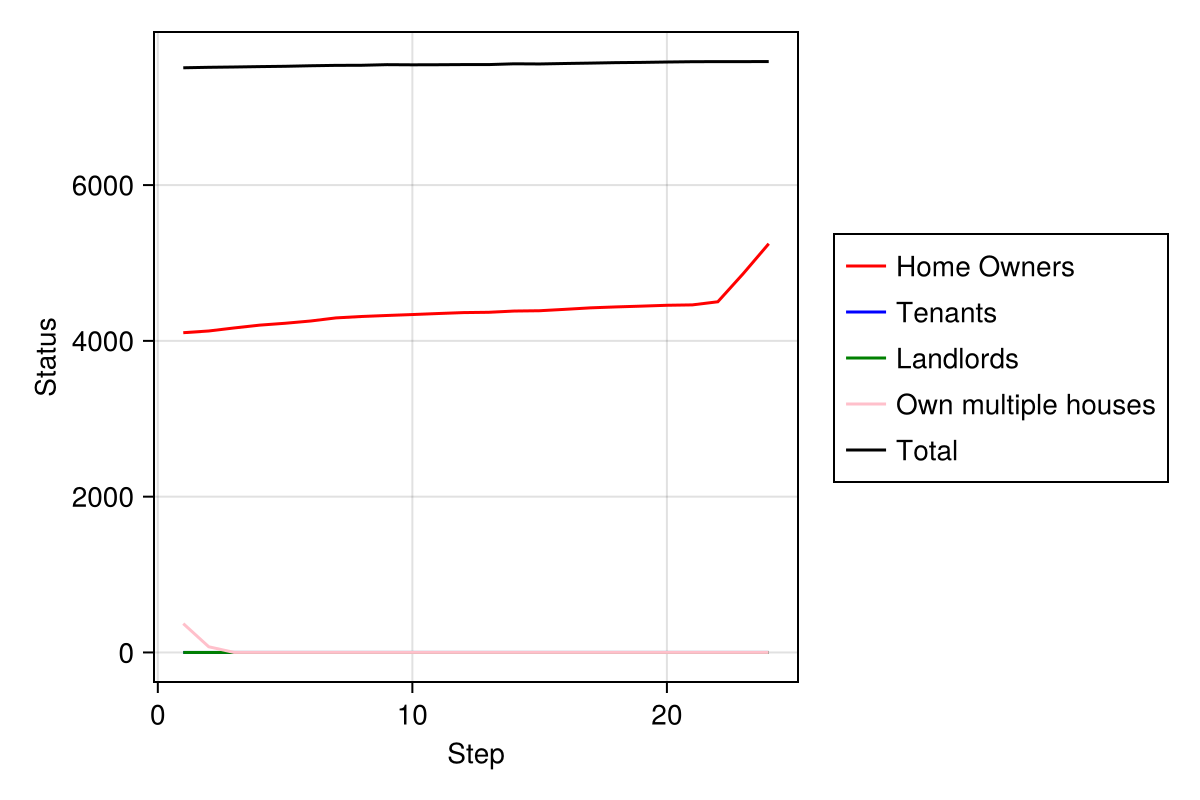 6000
4000
2000
0
Status
0
10
20
Step
Home Owners
Tenants
Landlords
Own multiple houses
Total